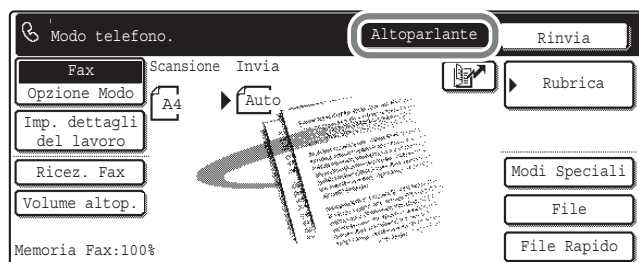 Modo telefono.
Altoparlante
Rinvia
Fax
Opzione Modo
Scansione
Invia
A4
Auto
Rubrica
Imp. dettagli
del lavoro
Ricez. Fax
Modi Speciali
Volume altop.
File
Memoria Fax:100%
File Rapido